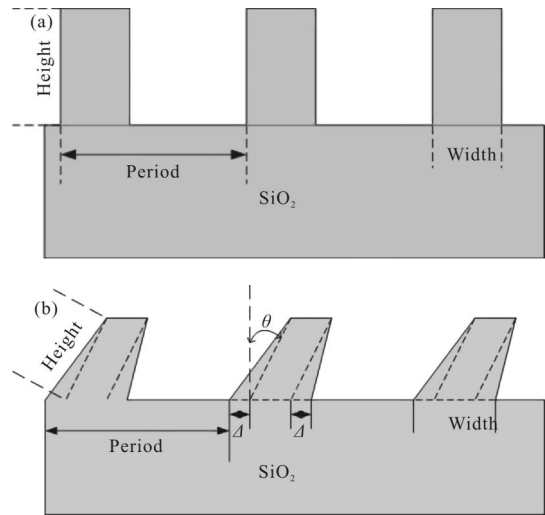 (a)
Height
Period
Width
SiO₂
(b)
θ
Height
Period
Δ
Δ
Width
SiO₂